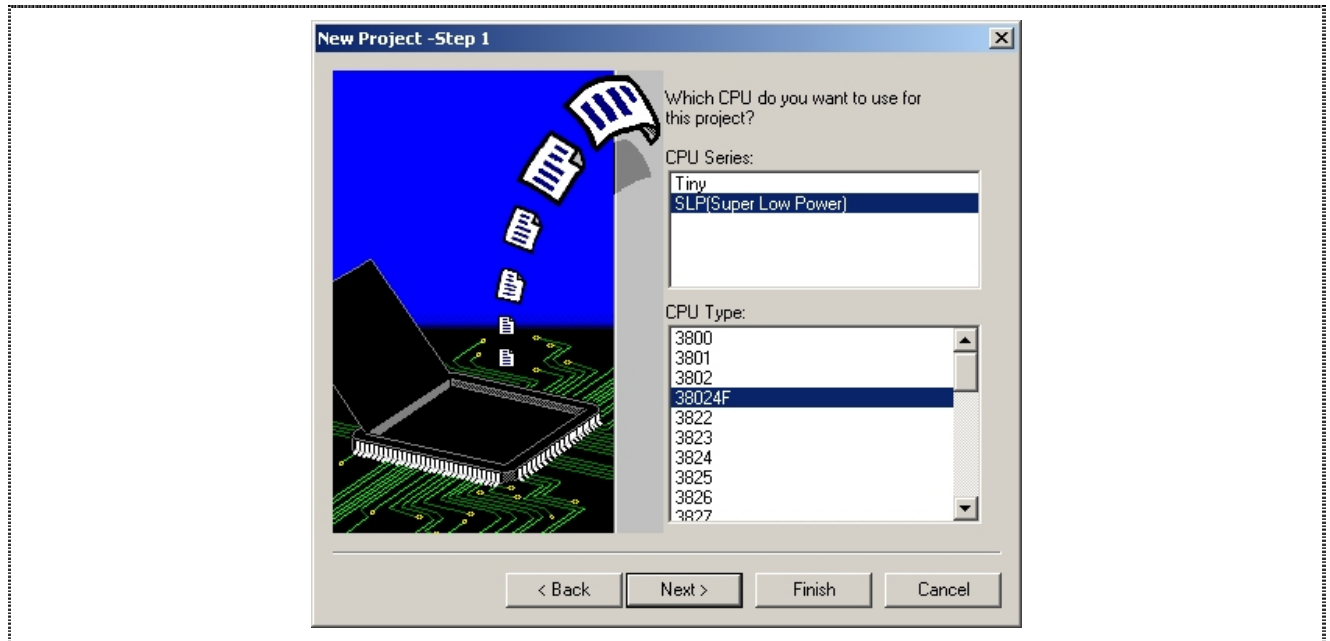 New Project -Step 1
Which CPU do you want to use for
this project?
CPU Series:
Tiny
SLP(Super Low Power)
CPU Type:
3800
3801
3802
38024F
3822
3823
3824
3825
3826
3827
< Back
Next >
Finish
Cancel